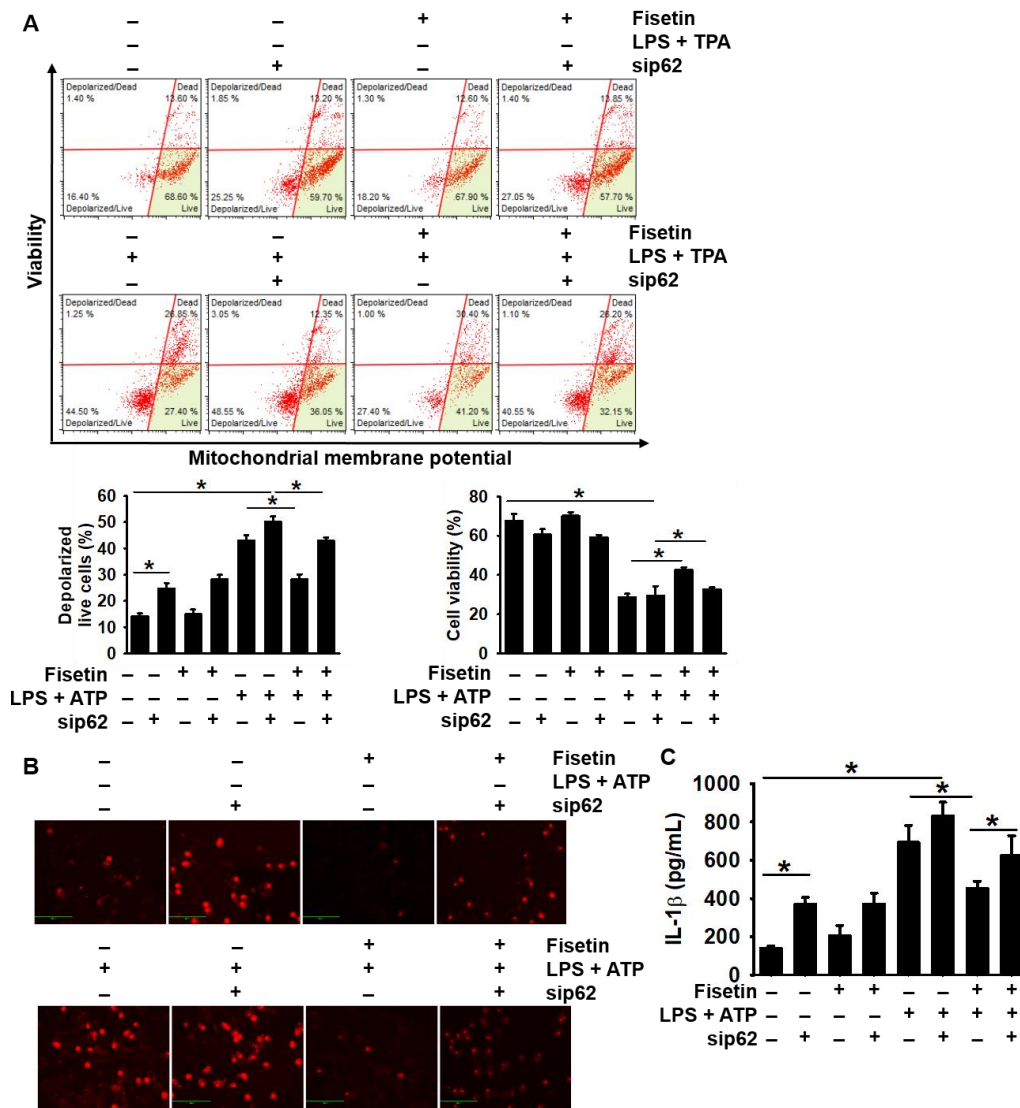 A
– – + + Fisetin
– – – – LPS + TPA
– + – + sip62
Depolarized/Dead Dead
1.40 % 13.60 %
16.40 % 68.60 %
Depolarized/Live Live
Depolarized/Dead Dead
1.85 % 13.20 %
25.25 % 59.70 %
Depolarized/Live Live
Depolarized/Dead Dead
1.30 % 12.60 %
18.20 % 67.90 %
Depolarized/Live Live
Depolarized/Dead Dead
1.40 % 13.85 %
27.05 % 57.70 %
Depolarized/Live Live
Viability
– – + + Fisetin
+ + + + LPS + TPA
– + – + sip62
Depolarized/Dead Dead
1.25 % 26.85 %
44.50 % 27.40 %
Depolarized/Live Live
Depolarized/Dead Dead
3.05 % 12.35 %
48.55 % 36.05 %
Depolarized/Live Live
Depolarized/Dead Dead
1.00 % 30.40 %
27.40 % 41.20 %
Depolarized/Live Live
Depolarized/Dead Dead
1.10 % 26.20 %
40.55 % 32.15 %
Depolarized/Live Live
Mitochondrial membrane potential
Depolarized
live cells (%)
60
50
40
30
20
10
0
* * * *
Fisetin – – + + – – + +
LPS + ATP – – – – + + + +
sip62 – + – + – + – +
Cell viability (%)
80
60
40
20
0
* * *
Fisetin – – + + – – + +
LPS + ATP – – – – + + + +
sip62 – + – + – + – +
B
– – + + Fisetin
– – – – LPS + ATP
– + – + sip62
– – + + Fisetin
+ + + + LPS + ATP
– + – + sip62
C
IL-1β (pg/mL)
1000
800
600
400
200
0
* * * *
Fisetin – – + + – – + +
LPS + ATP – – – – + + + +
sip62 – + – + – + – +